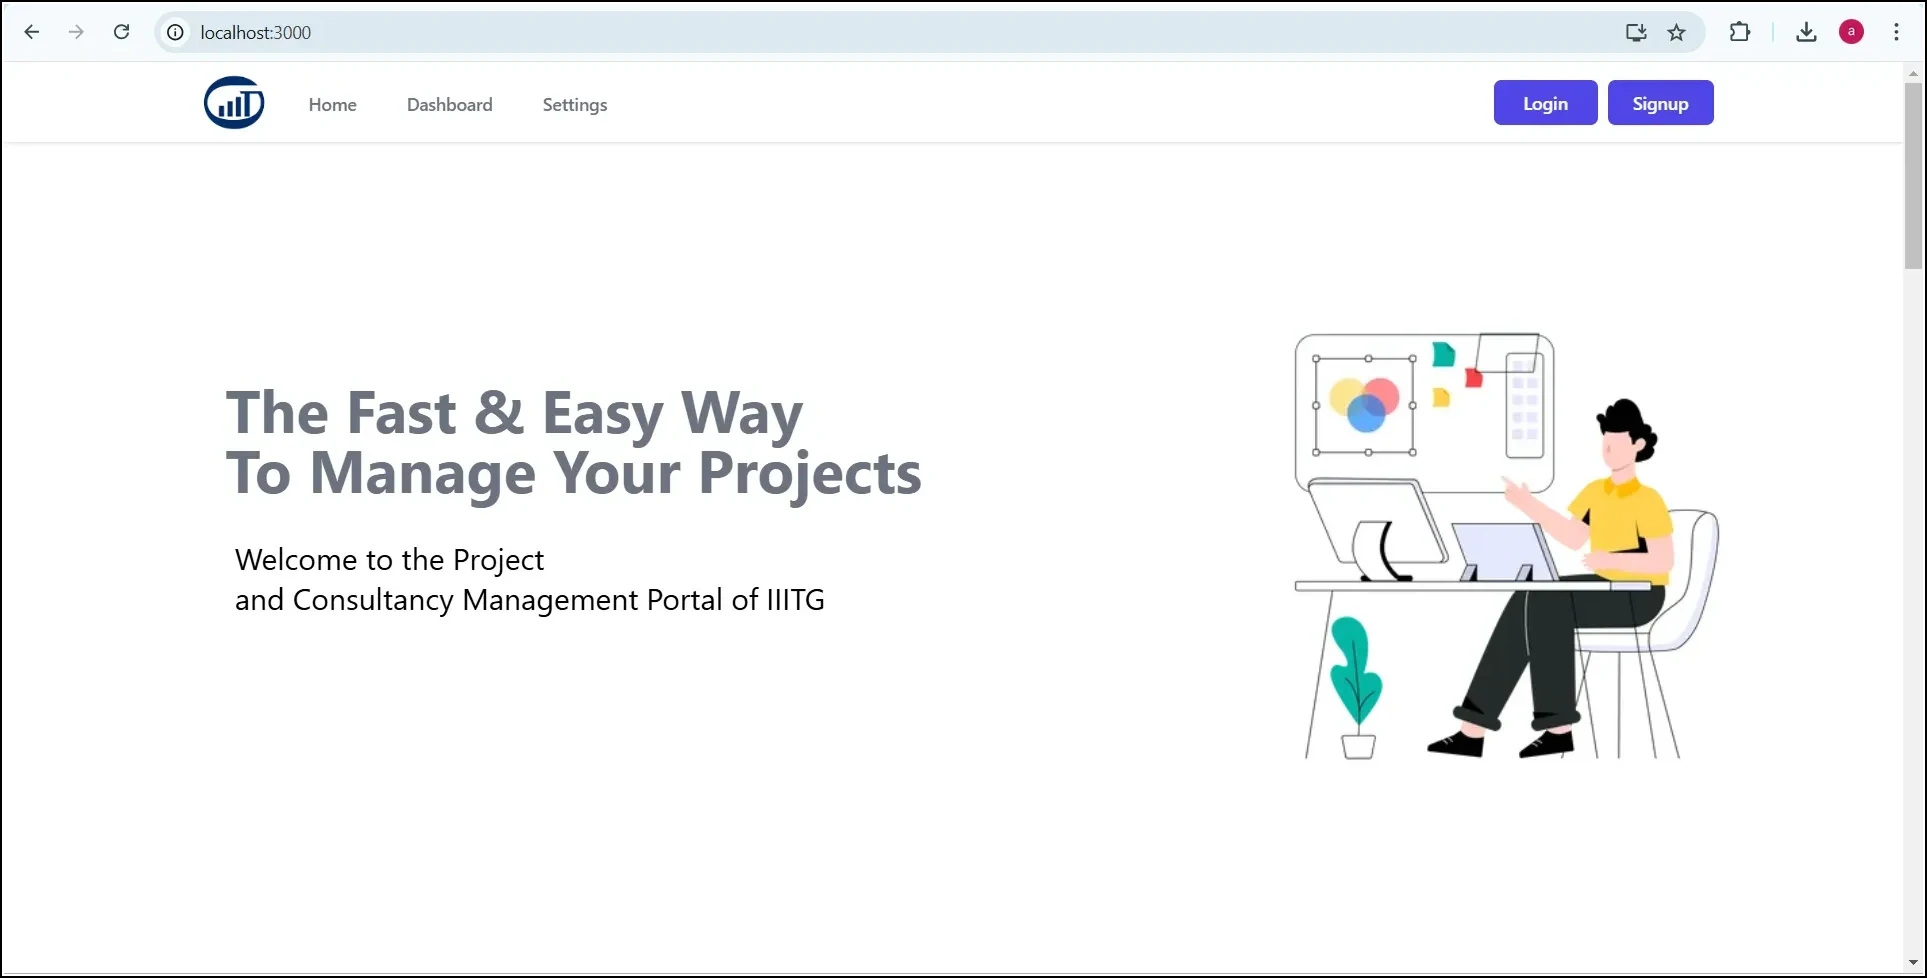 localhost:3000
a
Home Dashboard Settings Login Signup
The Fast & Easy Way
To Manage Your Projects
Welcome to the Project
and Consultancy Management Portal of IIITG